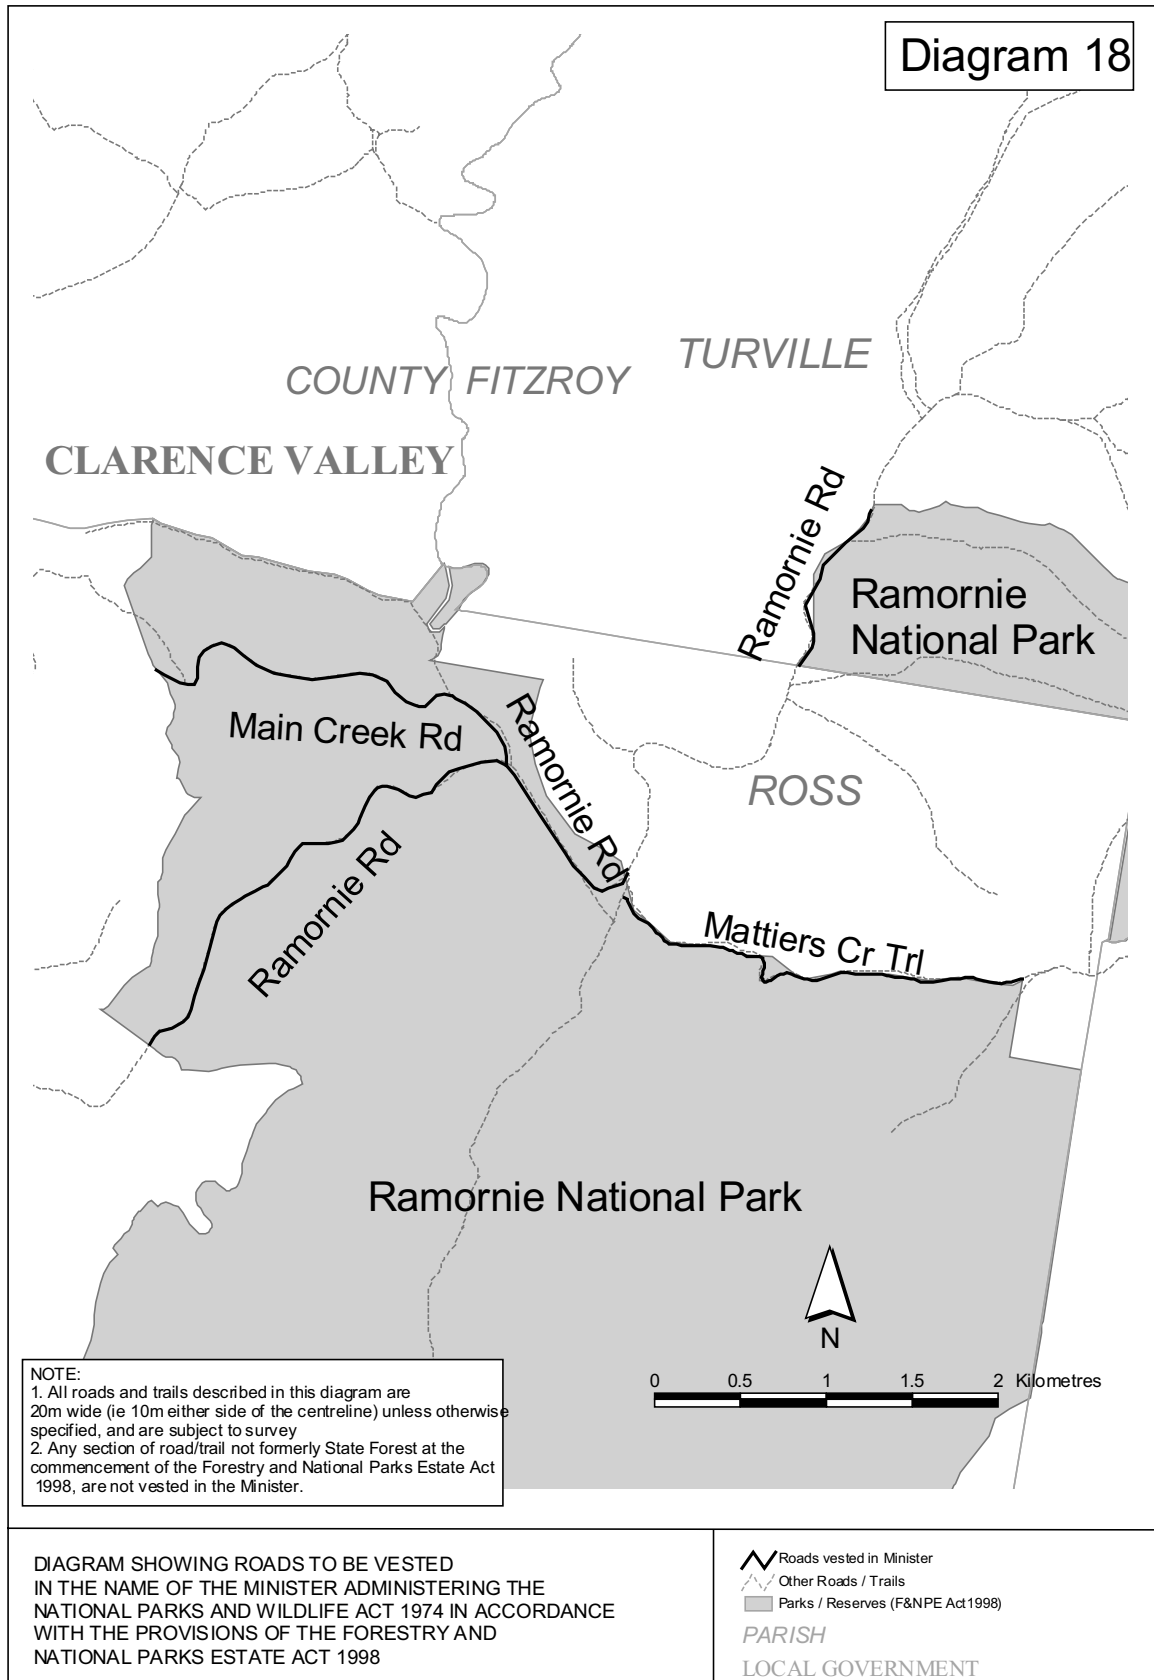 Diagram 18
TURVILLE
COUNTY FITZROY
CLARENCE VALLEY
Ramornie Rd
Ramornie
National Park
Main Creek Rd
Ramornie Rd
ROSS
Ramornie Rd
Mattiers Cr Trl
Ramornie National Park
N
0 0.5 1 1.5 2 Kilometres
NOTE:
1. All roads and trails described in this diagram are
20m wide (ie 10m either side of the centreline) unless otherwise
specified, and are subject to survey
2. Any section of road/trail not formerly State Forest at the
commencement of the Forestry and National Parks Estate Act
1998, are not vested in the Minister.
DIAGRAM SHOWING ROADS TO BE VESTED
IN THE NAME OF THE MINISTER ADMINISTERING THE
NATIONAL PARKS AND WILDLIFE ACT 1974 IN ACCORDANCE
WITH THE PROVISIONS OF THE FORESTRY AND
NATIONAL PARKS ESTATE ACT 1998
Roads vested in Minister
Other Roads / Trails
Parks / Reserves (F&NPE Act1998)
PARISH
LOCAL GOVERNMENT